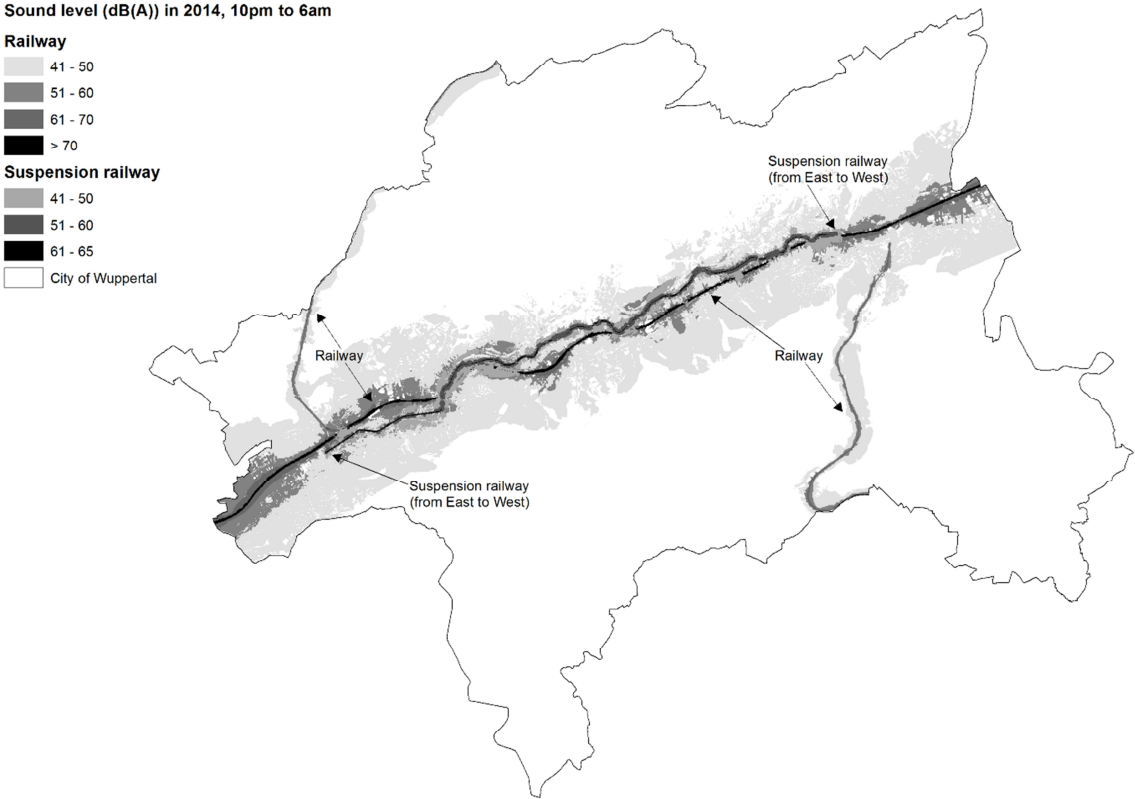 Sound level (dB(A)) in 2014, 10pm to 6am
Railway
41 - 50
51 - 60
61 - 70
> 70
Suspension railway
41 - 50
51 - 60
61 - 65
City of Wuppertal
Suspension railway
(from East to West)
Railway
Railway
Suspension railway
(from East to West)